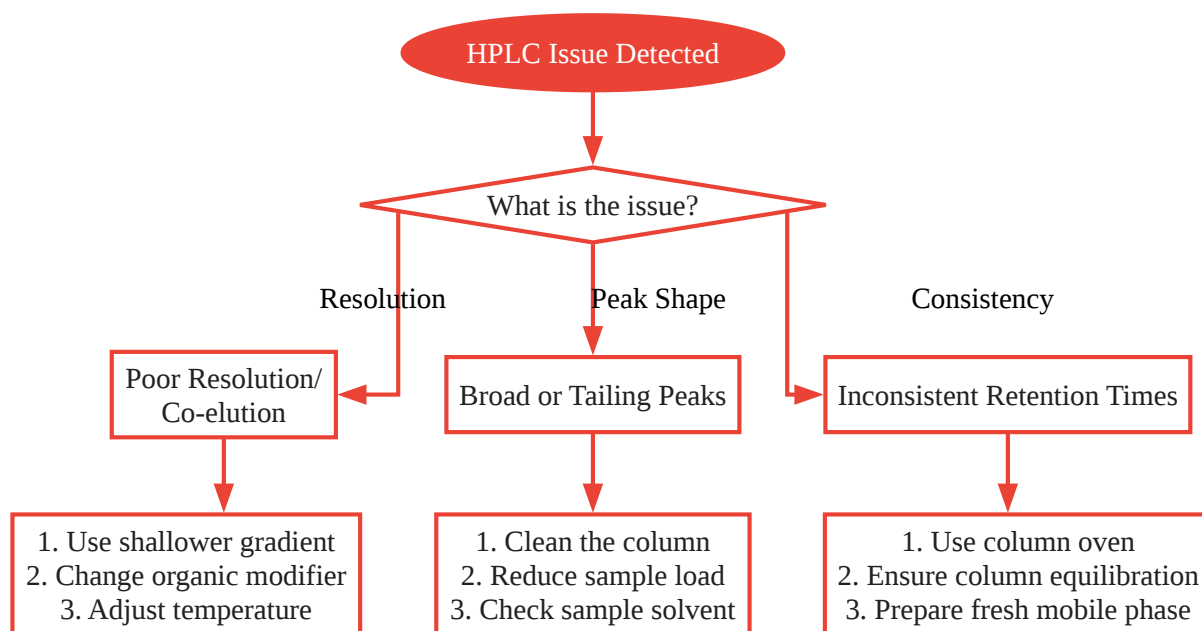 HPLC Issue Detected
What is the issue?
Resolution
Peak Shape
Consistency
Poor Resolution/
Co-elution
Broad or Tailing Peaks
Inconsistent Retention Times
1. Use shallower gradient
2. Change organic modifier
3. Adjust temperature
1. Clean the column
2. Reduce sample load
3. Check sample solvent
1. Use column oven
2. Ensure column equilibration
3. Prepare fresh mobile phase